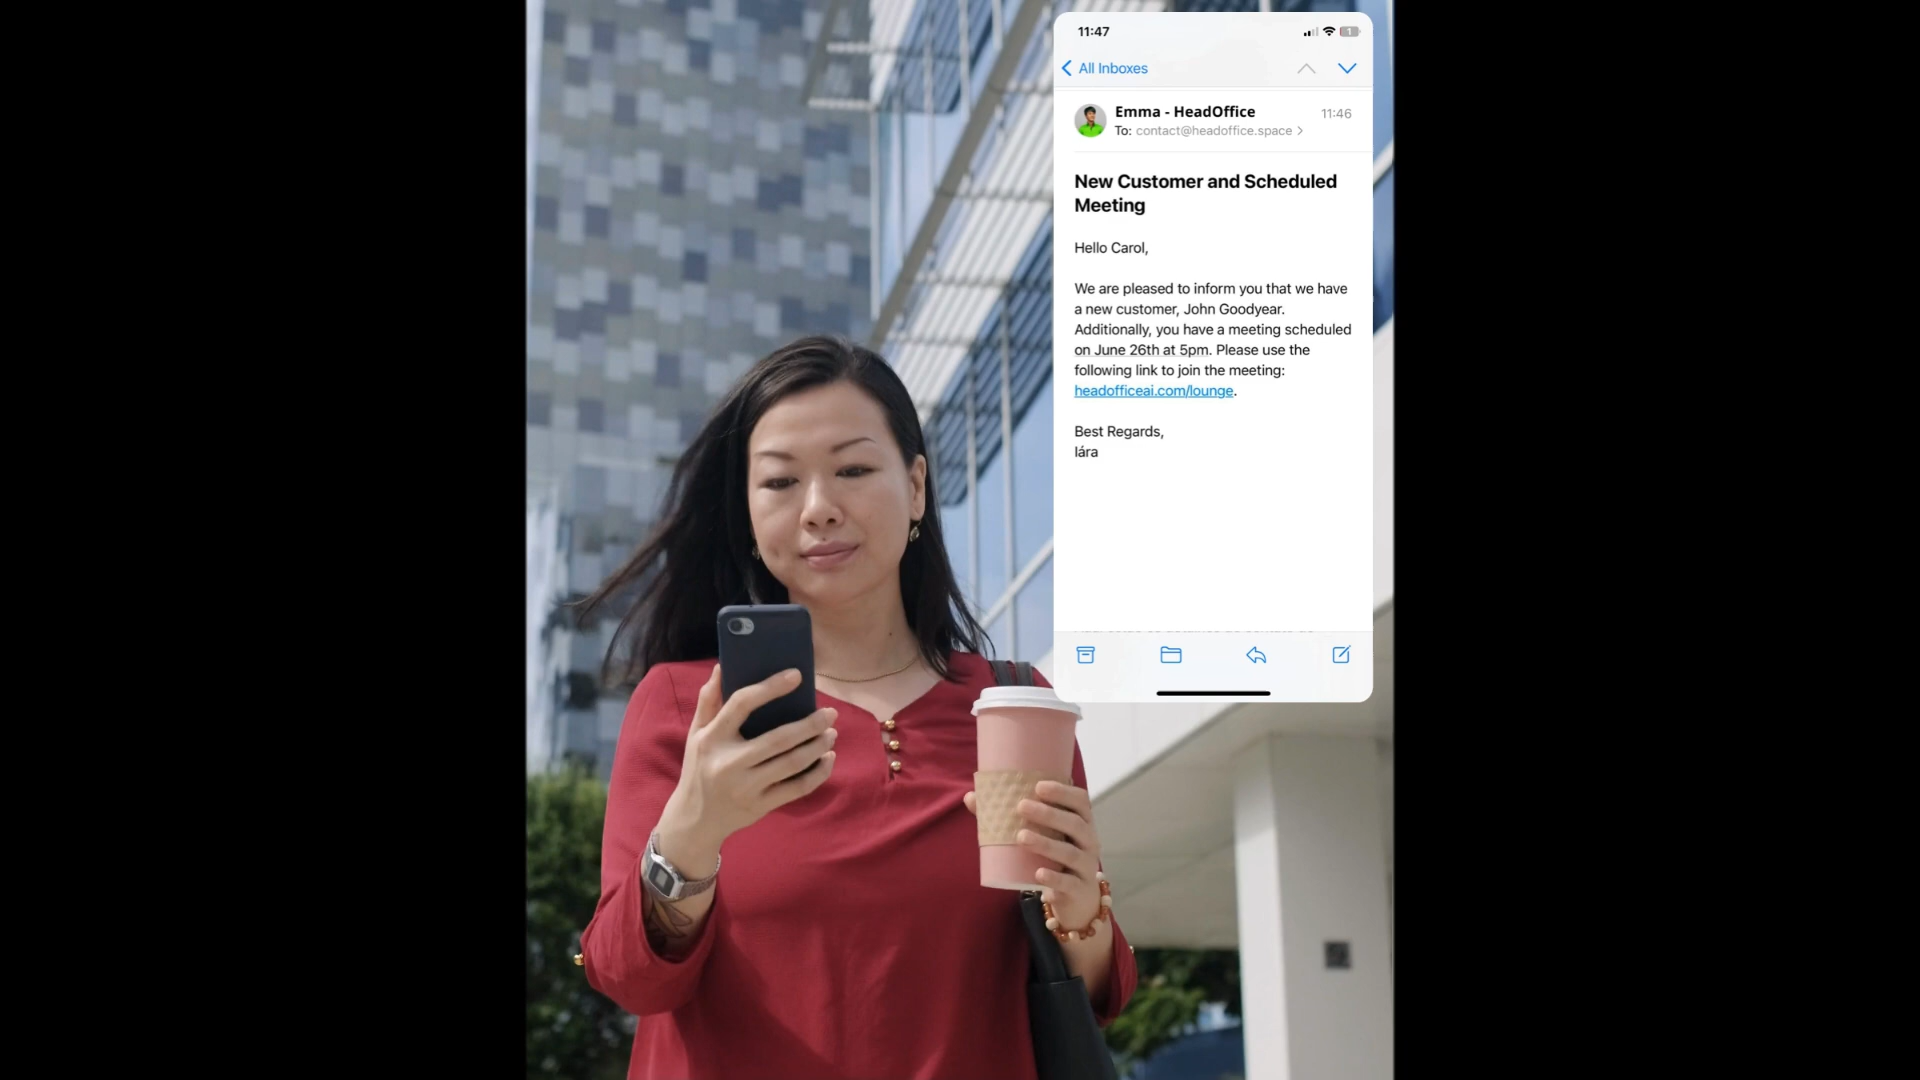 11:47
1
All Inboxes
Emma - HeadOffice
11:46
To: contact@headoffice.space
New Customer and Scheduled
Meeting
Hello Carol,
We are pleased to inform you that we have
a new customer, John Goodyear.
Additionally, you have a meeting scheduled
on June 26th at 5pm. Please use the
following link to join the meeting:
headofficeai.com/lounge.
Best Regards,
lára